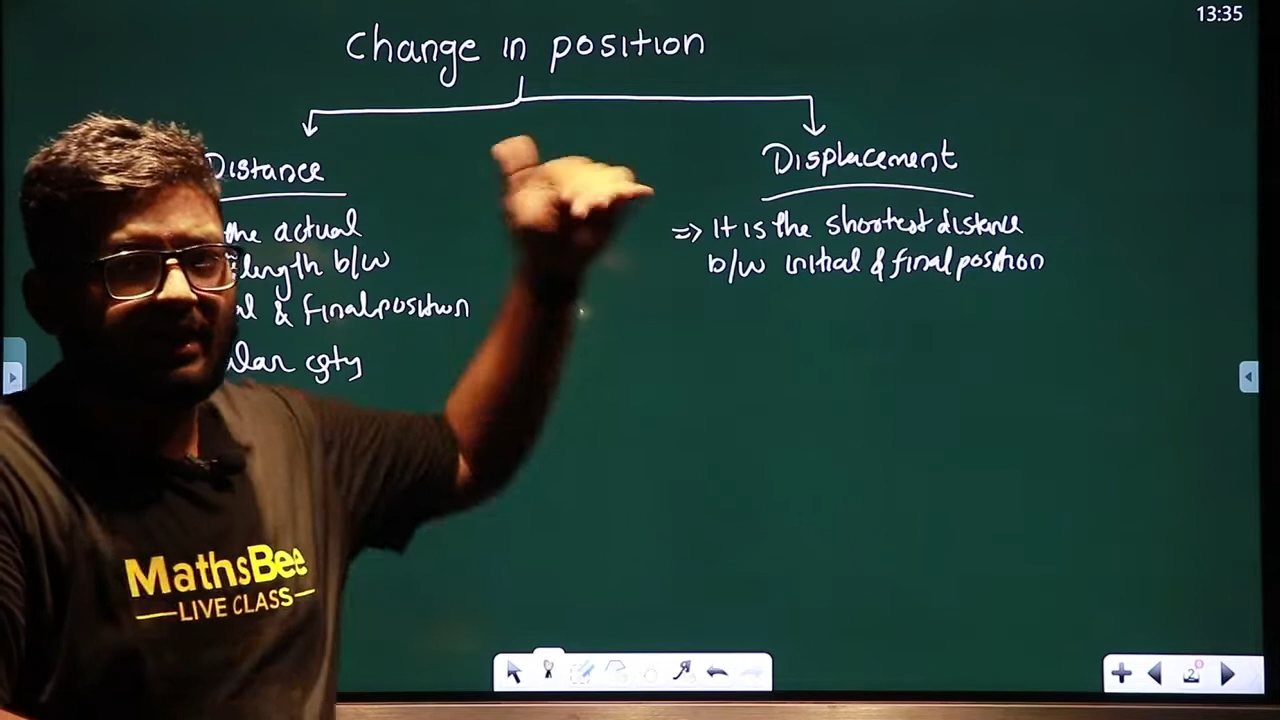 13:35
Change in position
Distance
the actual
length b/w
& final position
qty
Displacement
=> It is the shortest distance
b/w initial & final position
MathsBee
LIVE CLASS
2